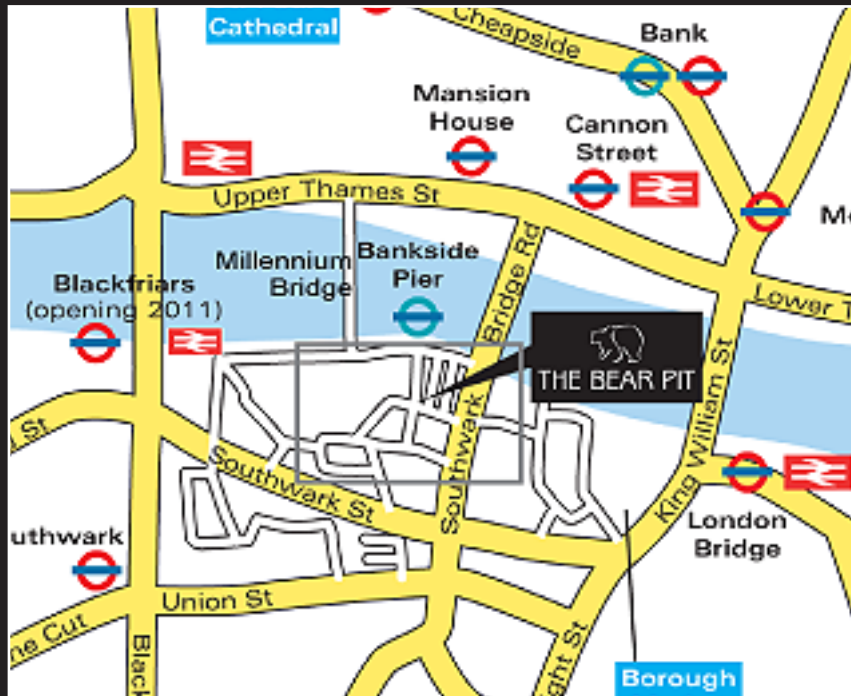 Cathedral
Cheapside
Bank
Mansion
House
Cannon
Street
Upper Thames St
Millennium
Bridge
Bankside
Pier
Southwark Bridge Rd
Blackfriars
(opening 2011)
Lower T
THE BEAR PIT
King William St
St
Southwark St
London
Bridge
uthwark
Union St
ne Cut
Black
ght St
Borough
M